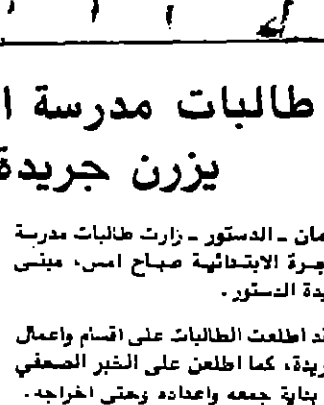 طالبات مدرسة ا
يزرن جريدة
مان ـ الدستور ـ زارت طالبات مدرسة
جرة الابتدائية صباح امس، مبنى
يدة الدستور .
ند اطلعت الطالبات على اقسام واعمال
ريدة، كما اطلعن على الخبر الصحفي
بداية جمعه واعداده وحتى اخراجه .